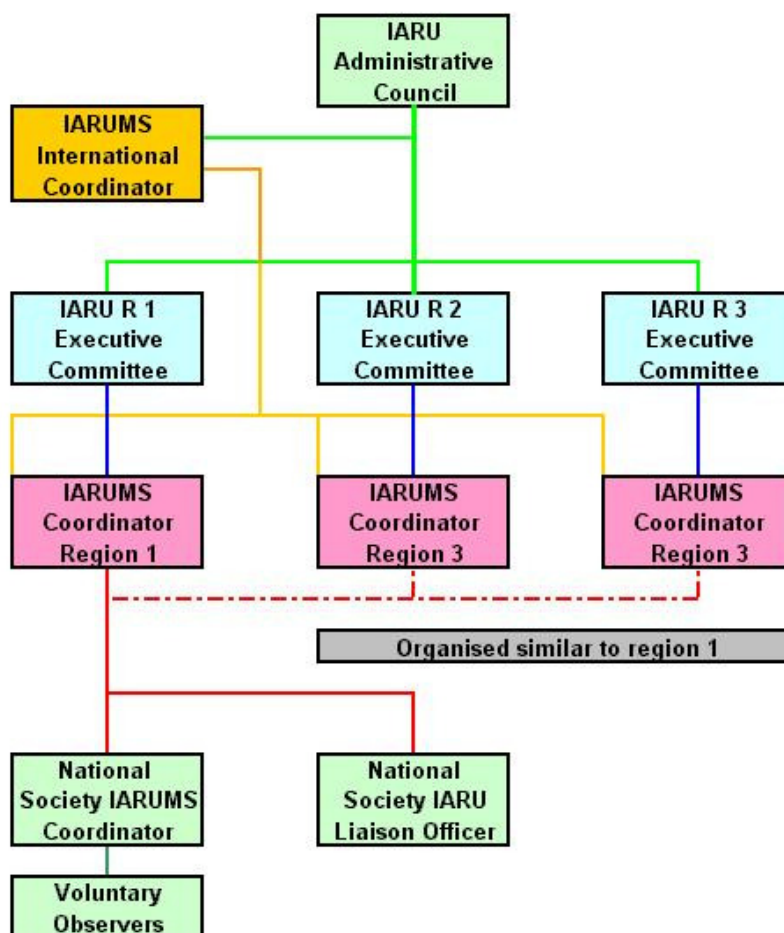 IARU
Administrative
Council
IARUMS
International
Coordinator
IARU R 1
Executive
Committee
IARU R 2
Executive
Committee
IARU R 3
Executive
Committee
IARUMS
Coordinator
Region 1
IARUMS
Coordinator
Region 3
IARUMS
Coordinator
Region 3
Organised similar to region 1
National
Society IARUMS
Coordinator
National
Society IARU
Liaison Officer
Voluntary
Observers